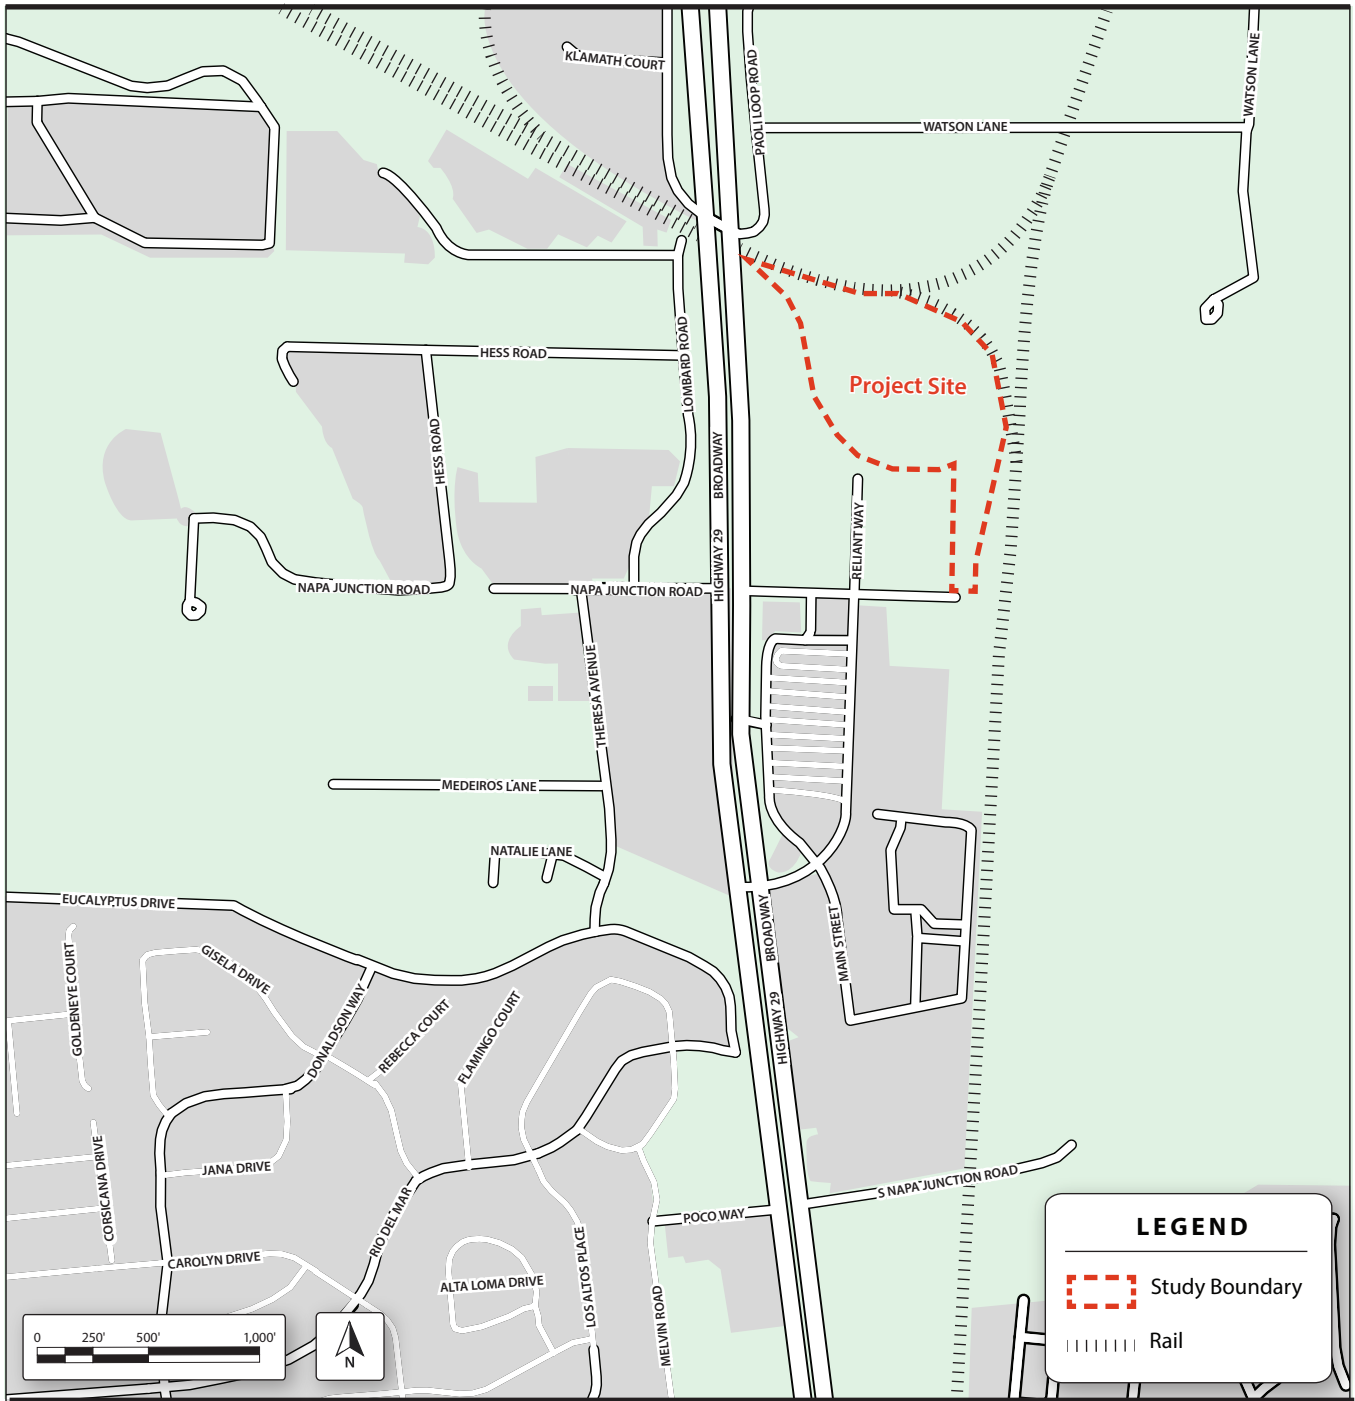 KLAMATH COURT
PAOLI LOOP ROAD
WATSON LANE
WATSON LANE
HESS ROAD
LOMBARD ROAD
Project Site
HESS ROAD
BROADWAY
HIGHWAY 29
RELIANT WAY
NAPA JUNCTION ROAD
NAPA JUNCTION ROAD
THERESA AVENUE
MEDEIROS LANE
NATALIE LANE
EUCALYPTUS DRIVE
BROADWAY
MAIN STREET
GOLDENEYE COURT
GISELA DRIVE
DONALDSON WAY
REBECCA COURT
FLAMINGO COURT
HIGHWAY 29
CORSICANA DRIVE
JANA DRIVE
S NAPA JUNCTION ROAD
RIO DEL MAR
POCO WAY
CAROLYN DRIVE
ALTA LOMA DRIVE
LOS ALTOS PLACE
MELVIN ROAD
LEGEND
Study Boundary
Rail
0 250' 500' 1,000'
N